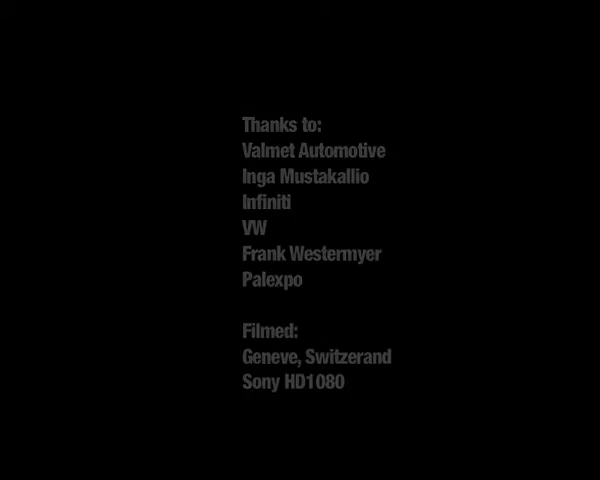 Thanks to:
Valmet Automotive
Inga Mustakallio
Infiniti
VW
Frank Westermyer
Palexpo
Filmed:
Geneve, Switzerand
Sony HD1080